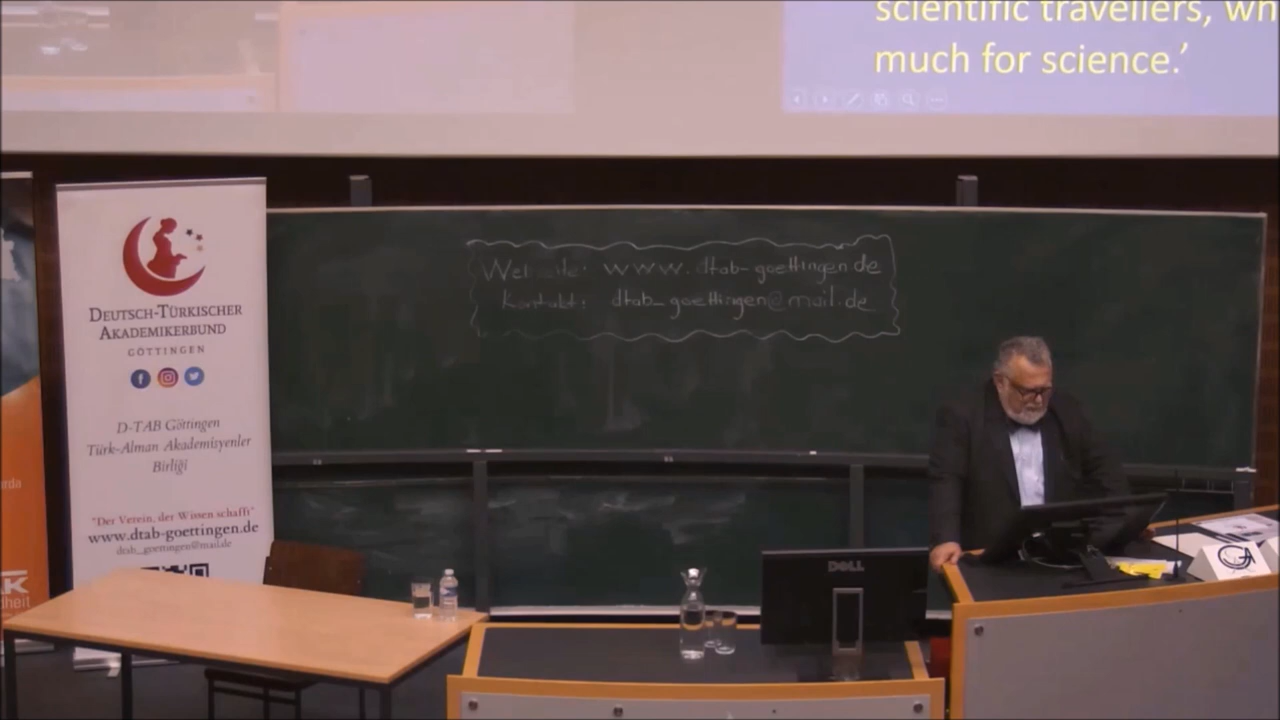 scientific travellers, wh
much for science.’
DEUTSCH-TÜRKISCHER
AKADEMIKERBUND
GÖTTINGEN
D-TAB Göttingen
Türk-Alman Akademisyenler
Birliği
"Der Verein, der Wissen schafft"
www.dtab-goettingen.de
dtab_goettingen@mail.de
Website: www.dtab-goettingen.de
Kontakt: dtab_goettingen@mail.de
DELL